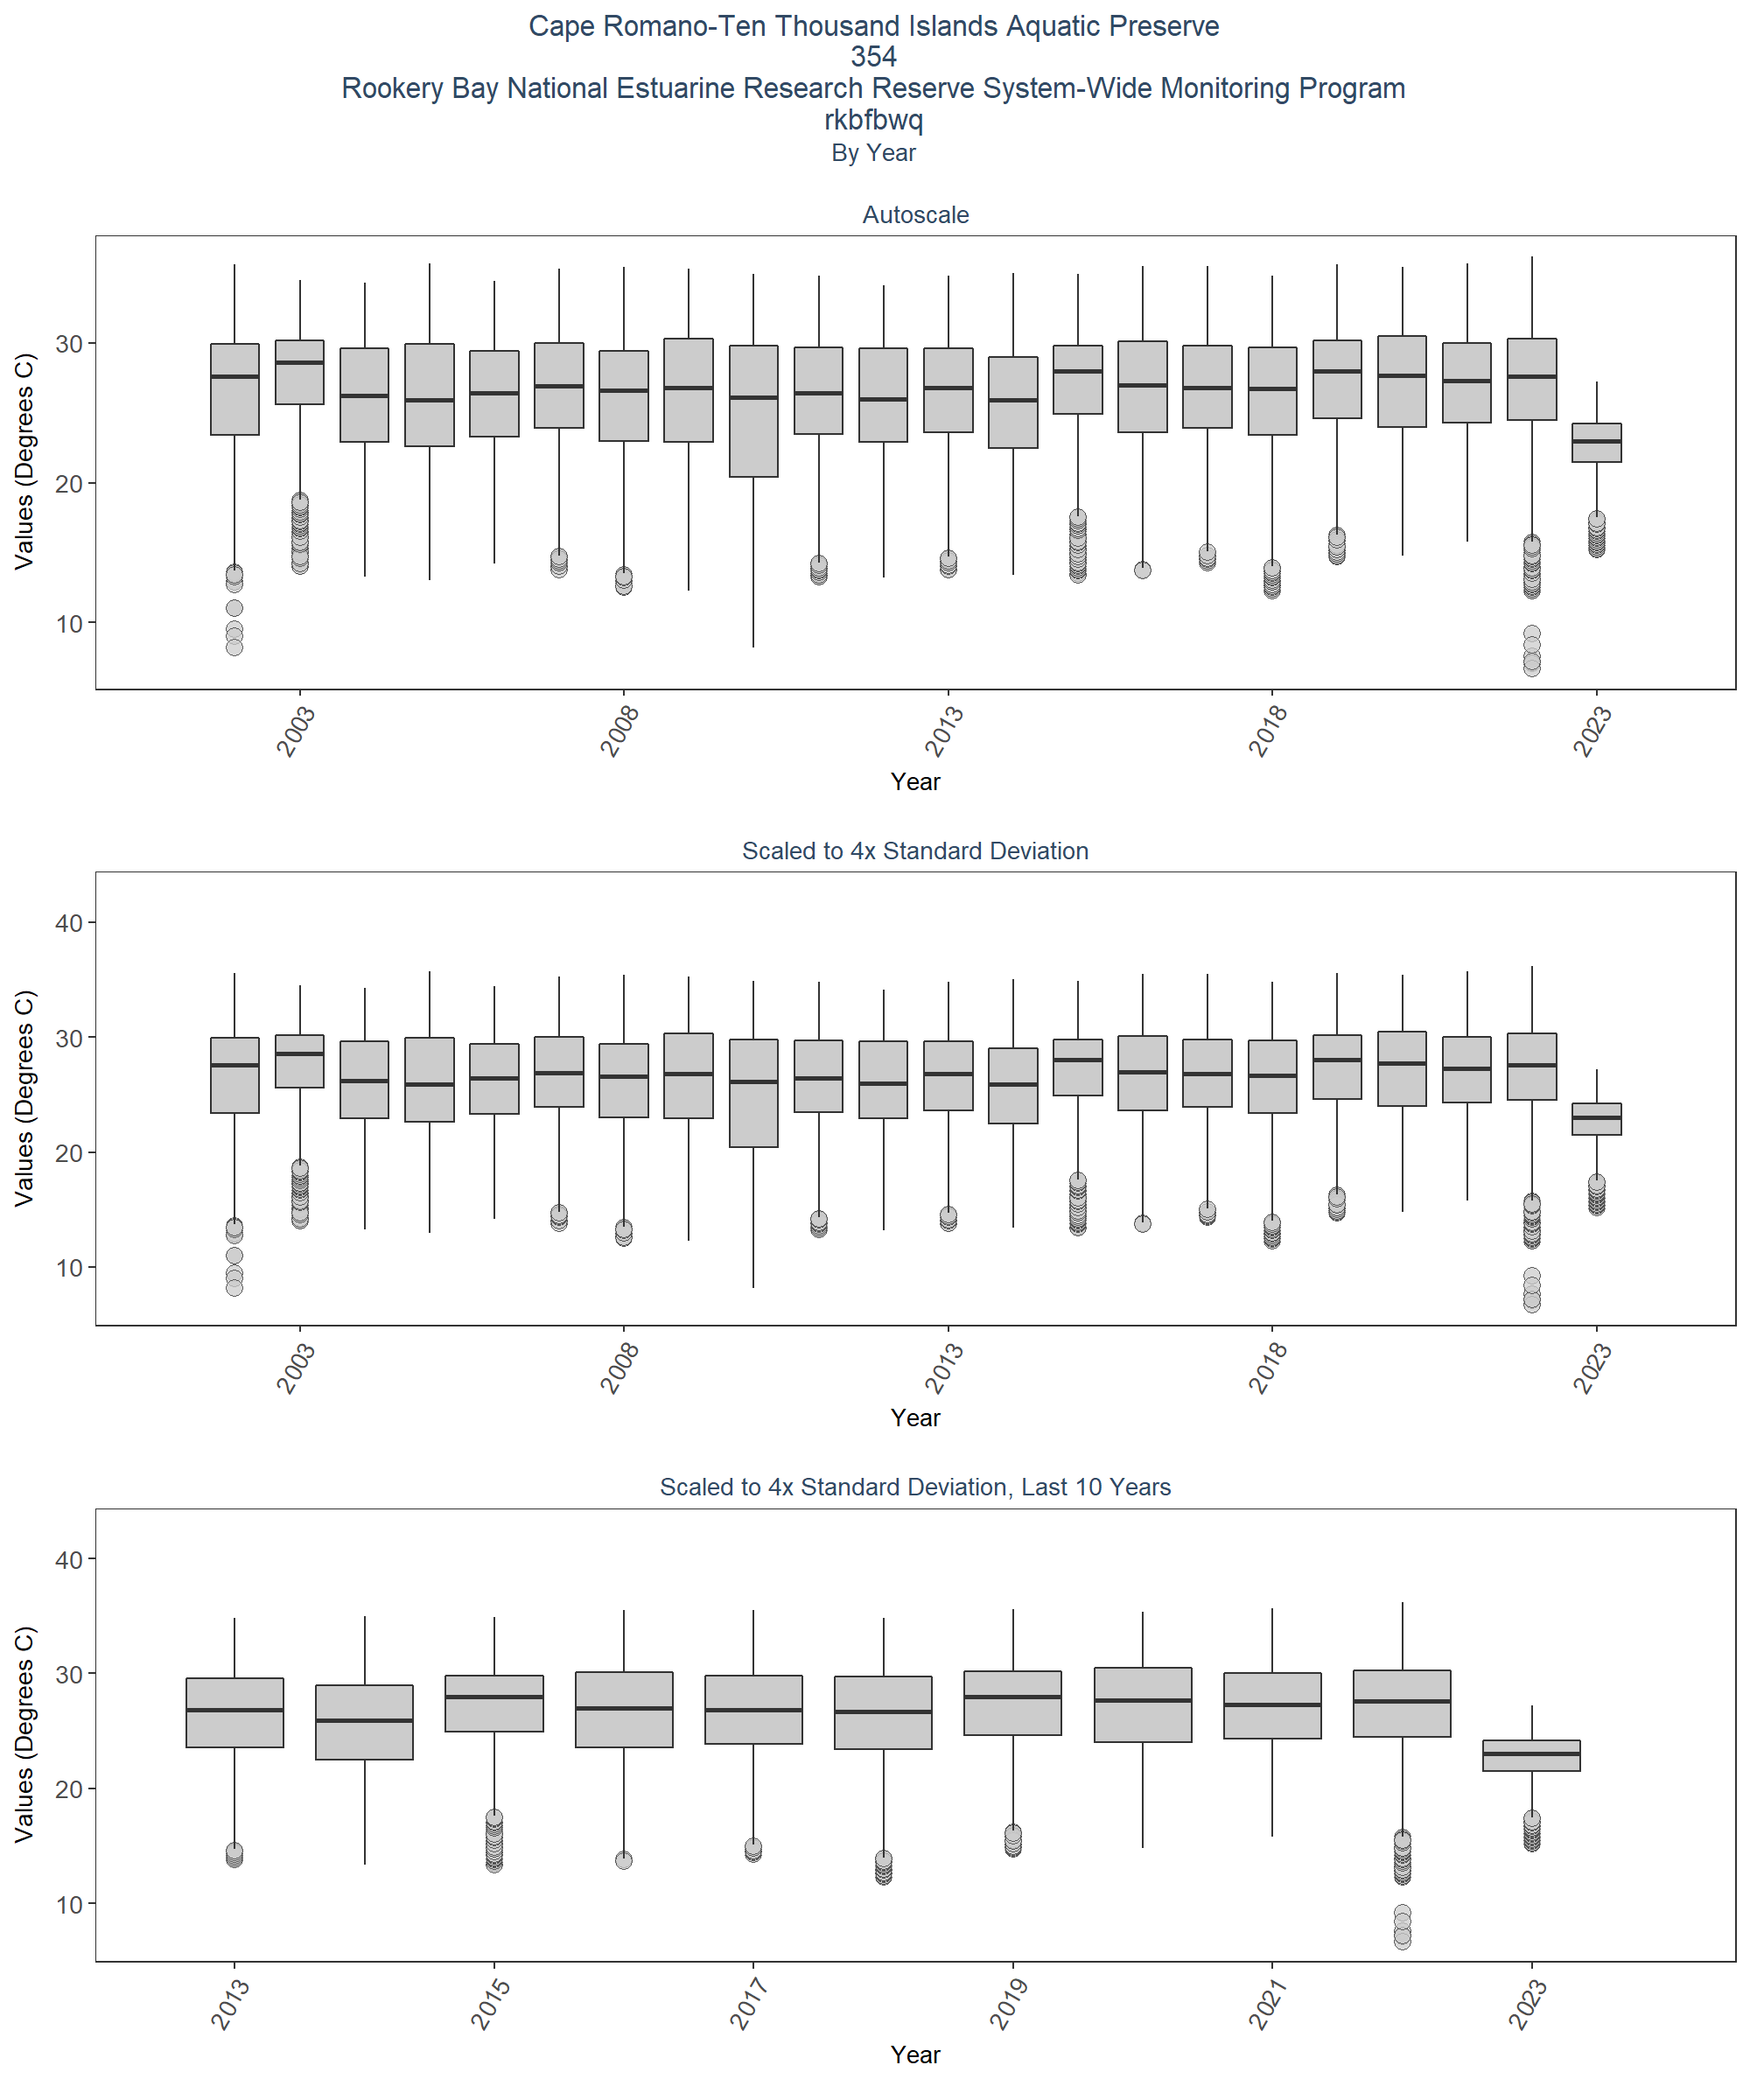 Cape Romano-Ten Thousand Islands Aquatic Preserve
354
Rookery Bay National Estuarine Research Reserve System-Wide Monitoring Program
rkbfbwq
By Year
Autoscale
Values (Degrees C)
30
20
10
2003
2008
2013
2018
2023
Year
Scaled to 4x Standard Deviation
Values (Degrees C)
40
30
20
10
2003
2008
2013
2018
2023
Year
Scaled to 4x Standard Deviation, Last 10 Years
Values (Degrees C)
40
30
20
10
2013
2015
2017
2019
2021
2023
Year